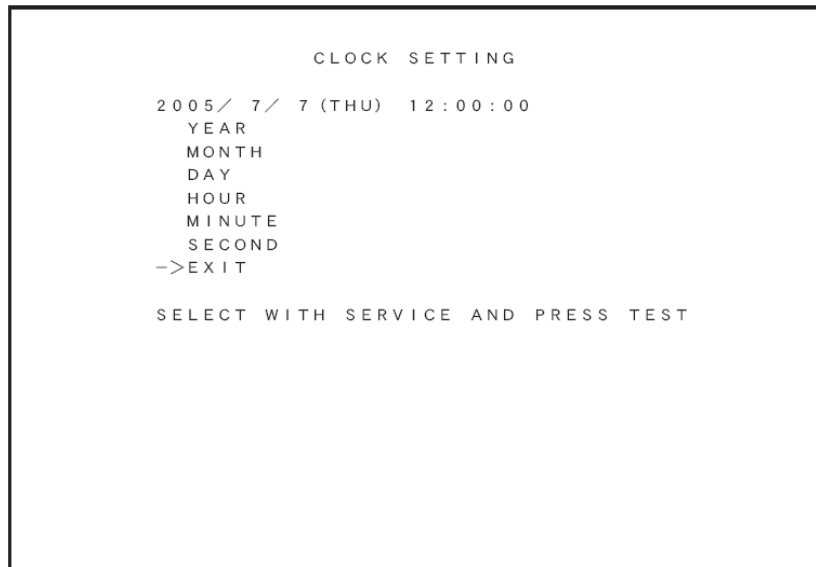 CLOCK SETTING
2005/ 7/ 7 (THU) 12:00:00
YEAR
MONTH
DAY
HOUR
MINUTE
SECOND
->EXIT
SELECT WITH SERVICE AND PRESS TEST